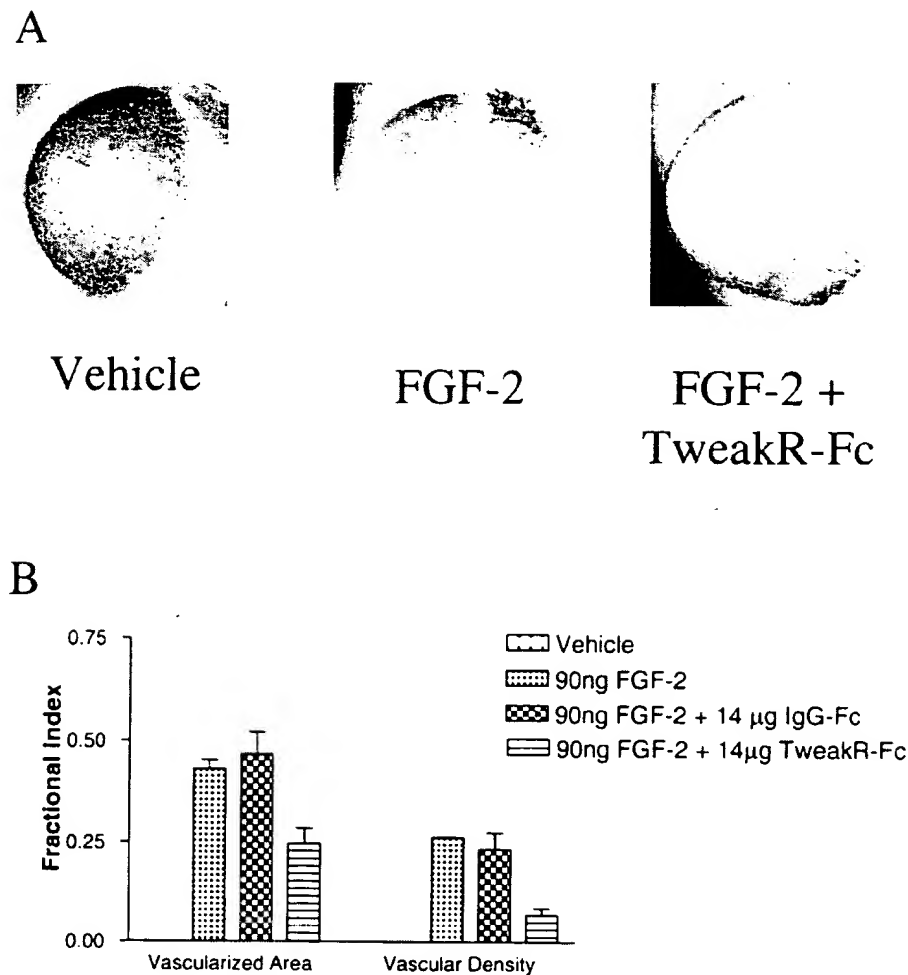 A
Vehicle
FGF-2
FGF-2 +
TweakR-Fc
B
Fractional Index
0.75
0.50
0.25
0.00
Vascularized Area
Vascular Density
Vehicle
90ng FGF-2
90ng FGF-2 + 14 μg IgG-Fc
90ng FGF-2 + 14μg TweakR-Fc